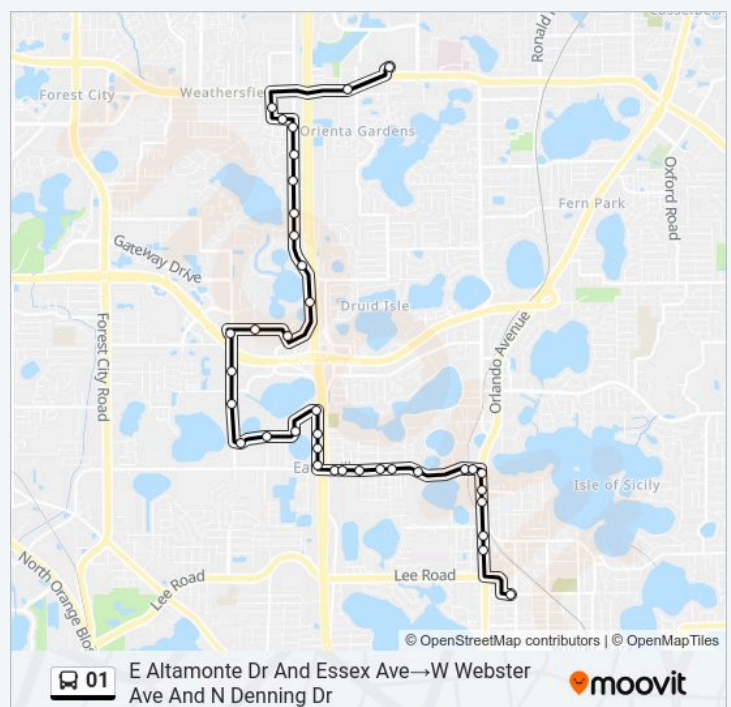 Ronald
Casselber
Forest City
Weathersfie
Orienta Gardens
Oxford Road
Fern Park
Gateway Drive
Druid Isle
Forest City Road
Orlando Avenue
Ea
Isle of Sicily
North Orange Blos
Lee Road
Lee Road
© OpenStreetMap contributors | © OpenMapTiles
01
E Altamonte Dr And Essex Ave→W Webster
Ave And N Denning Dr
moovit